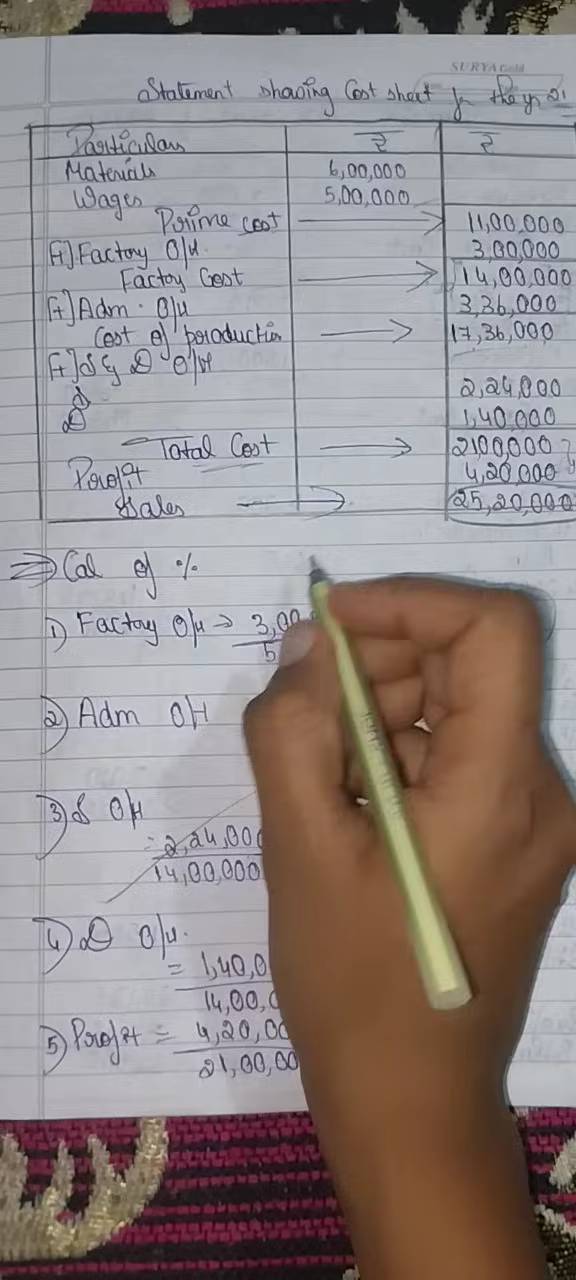 SURYA Gold
Statement showing Cost sheet for the yr 21
Particulars ₹ ₹
Materials 6,00,000
Wages 5,00,000
Prime cost → 11,00,000
[+] Factory O/H. 3,00,000
Factory Cost → 14,00,000
[+] Adm. O/H 3,36,000
Cost of production → 17,36,000
[+] S & D O/H
S 2,24,000
D 1,40,000
Total Cost → 2100,000
Profit 4,20,000
Sales → 25,20,000
⇒ Cal of %
1) Factory O/H → 3,00
5
2) Adm OH
3) S O/H
= 2,24,000
14,00,000
4) D O/H.
= 1,40,0
14,00,0
5) Profit = 4,20,00
21,00,00